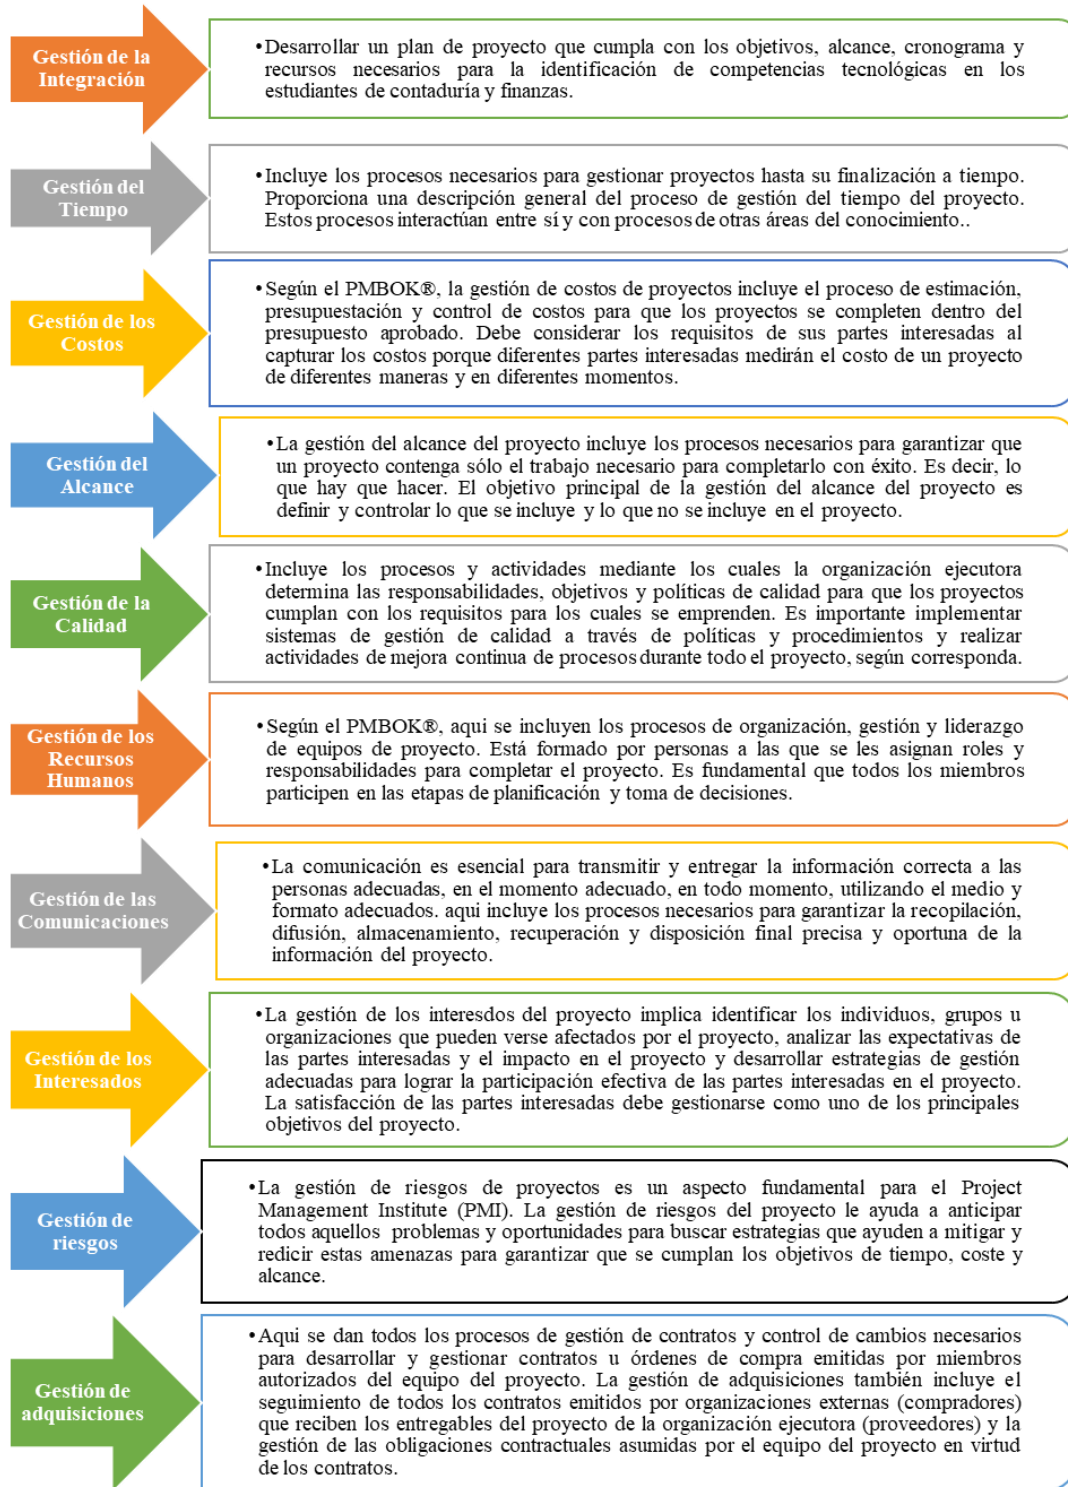 Gestión de la
Integración
•Desarrollar un plan de proyecto que cumpla con los objetivos, alcance, cronograma y
recursos necesarios para la identificación de competencias tecnológicas en los
estudiantes de contaduría y finanzas.
Gestión del
Tiempo
•Incluye los procesos necesarios para gestionar proyectos hasta su finalización a tiempo.
Proporciona una descripción general del proceso de gestión del tiempo del proyecto.
Estos procesos interactúan entre sí y con procesos de otras áreas del conocimiento..
Gestión de los
Costos
•Según el PMBOK®, la gestión de costos de proyectos incluye el proceso de estimación,
presupuestación y control de costos para que los proyectos se completen dentro del
presupuesto aprobado. Debe considerar los requisitos de sus partes interesadas al
capturar los costos porque diferentes partes interesadas medirán el costo de un proyecto
de diferentes maneras y en diferentes momentos.
Gestión del
Alcance
•La gestión del alcance del proyecto incluye los procesos necesarios para garantizar que
un proyecto contenga sólo el trabajo necesario para completarlo con éxito. Es decir, lo
que hay que hacer. El objetivo principal de la gestión del alcance del proyecto es
definir y controlar lo que se incluye y lo que no se incluye en el proyecto.
Gestión de la
Calidad
•Incluye los procesos y actividades mediante los cuales la organización ejecutora
determina las responsabilidades, objetivos y políticas de calidad para que los proyectos
cumplan con los requisitos para los cuales se emprenden. Es importante implementar
sistemas de gestión de calidad a través de políticas y procedimientos y realizar
actividades de mejora continua de procesos durante todo el proyecto, según corresponda.
Gestión de los
Recursos
Humanos
•Según el PMBOK®, aqui se incluyen los procesos de organización, gestión y liderazgo
de equipos de proyecto. Está formado por personas a las que se les asignan roles y
responsabilidades para completar el proyecto. Es fundamental que todos los miembros
participen en las etapas de planificación y toma de decisiones.
Gestión de las
Comunicaciones
•La comunicación es esencial para transmitir y entregar la información correcta a las
personas adecuadas, en el momento adecuado, en todo momento, utilizando el medio y
formato adecuados. aqui incluye los procesos necesarios para garantizar la recopilación,
difusión, almacenamiento, recuperación y disposición final precisa y oportuna de la
información del proyecto.
Gestión de los
Interesados
•La gestión de los interesdos del proyecto implica identificar los individuos, grupos u
organizaciones que pueden verse afectados por el proyecto, analizar las expectativas de
las partes interesadas y el impacto en el proyecto y desarrollar estrategias de gestión
adecuadas para lograr la participación efectiva de las partes interesadas en el proyecto.
La satisfacción de las partes interesadas debe gestionarse como uno de los principales
objetivos del proyecto.
Gestión de
riesgos
•La gestión de riesgos de proyectos es un aspecto fundamental para el Project
Management Institute (PMI). La gestión de riesgos del proyecto le ayuda a anticipar
todos aquellos problemas y oportunidades para buscar estrategias que ayuden a mitigar y
redicir estas amenazas para garantizar que se cumplan los objetivos de tiempo, coste y
alcance.
Gestión de
adquisiciones
•Aqui se dan todos los procesos de gestión de contratos y control de cambios necesarios
para desarrollar y gestionar contratos u órdenes de compra emitidas por miembros
autorizados del equipo del proyecto. La gestión de adquisiciones también incluye el
seguimiento de todos los contratos emitidos por organizaciones externas (compradores)
que reciben los entregables del proyecto de la organización ejecutora (proveedores) y la
gestión de las obligaciones contractuales asumidas por el equipo del proyecto en virtud
de los contratos.